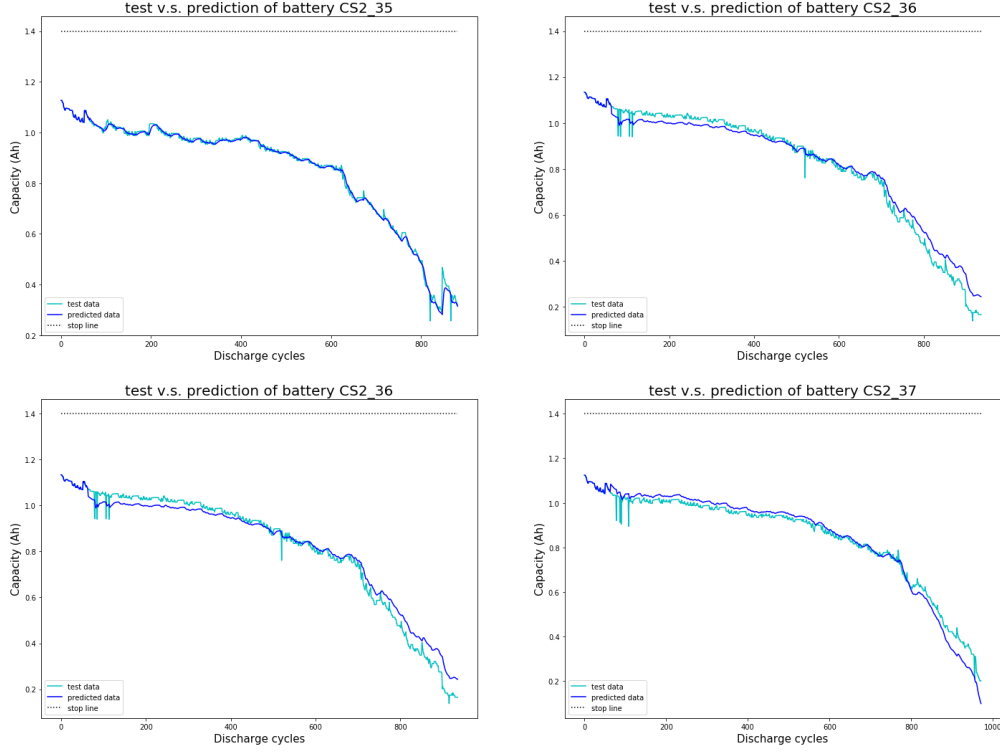 test v.s. prediction of battery CS2_35
Capacity (Ah)
1.4
1.2
1.0
0.8
0.6
0.4
0.2
test data
predicted data
stop line
0
200
400
600
800
Discharge cycles
test v.s. prediction of battery CS2_36
Capacity (Ah)
1.4
1.2
1.0
0.8
0.6
0.4
0.2
test data
predicted data
stop line
0
200
400
600
800
Discharge cycles
test v.s. prediction of battery CS2_36
Capacity (Ah)
1.4
1.2
1.0
0.8
0.6
0.4
0.2
test data
predicted data
stop line
0
200
400
600
800
Discharge cycles
test v.s. prediction of battery CS2_37
Capacity (Ah)
1.4
1.2
1.0
0.8
0.6
0.4
0.2
test data
predicted data
stop line
0
200
400
600
800
1000
Discharge cycles